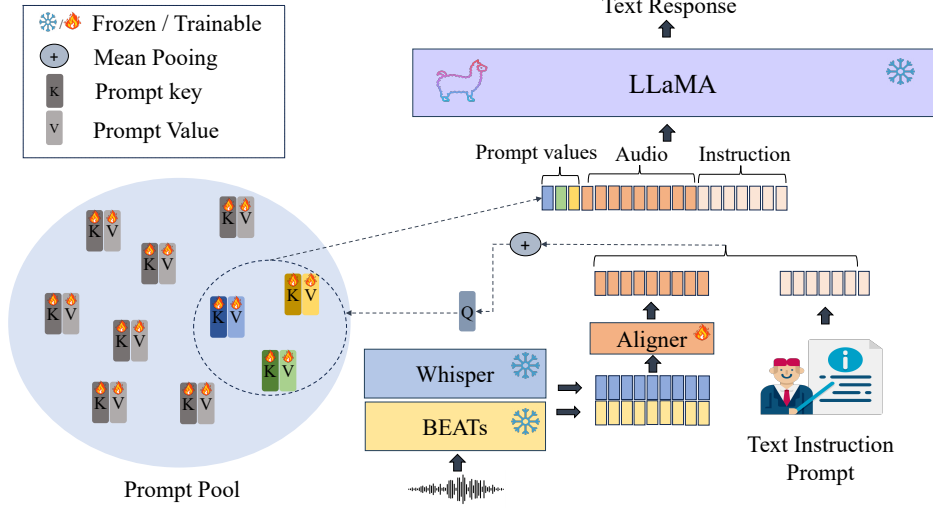 Text Response
Frozen / Trainable
/
+
Mean Pooing
K
Prompt key
V
Prompt Value
LLaMA
Prompt values
Audio
Instruction
K V
K V
K V
K V
K V
K V
K V
K V
K V
K V
+
Q
Aligner
Whisper
BEATs
i
Text Instruction
Prompt
Prompt Pool